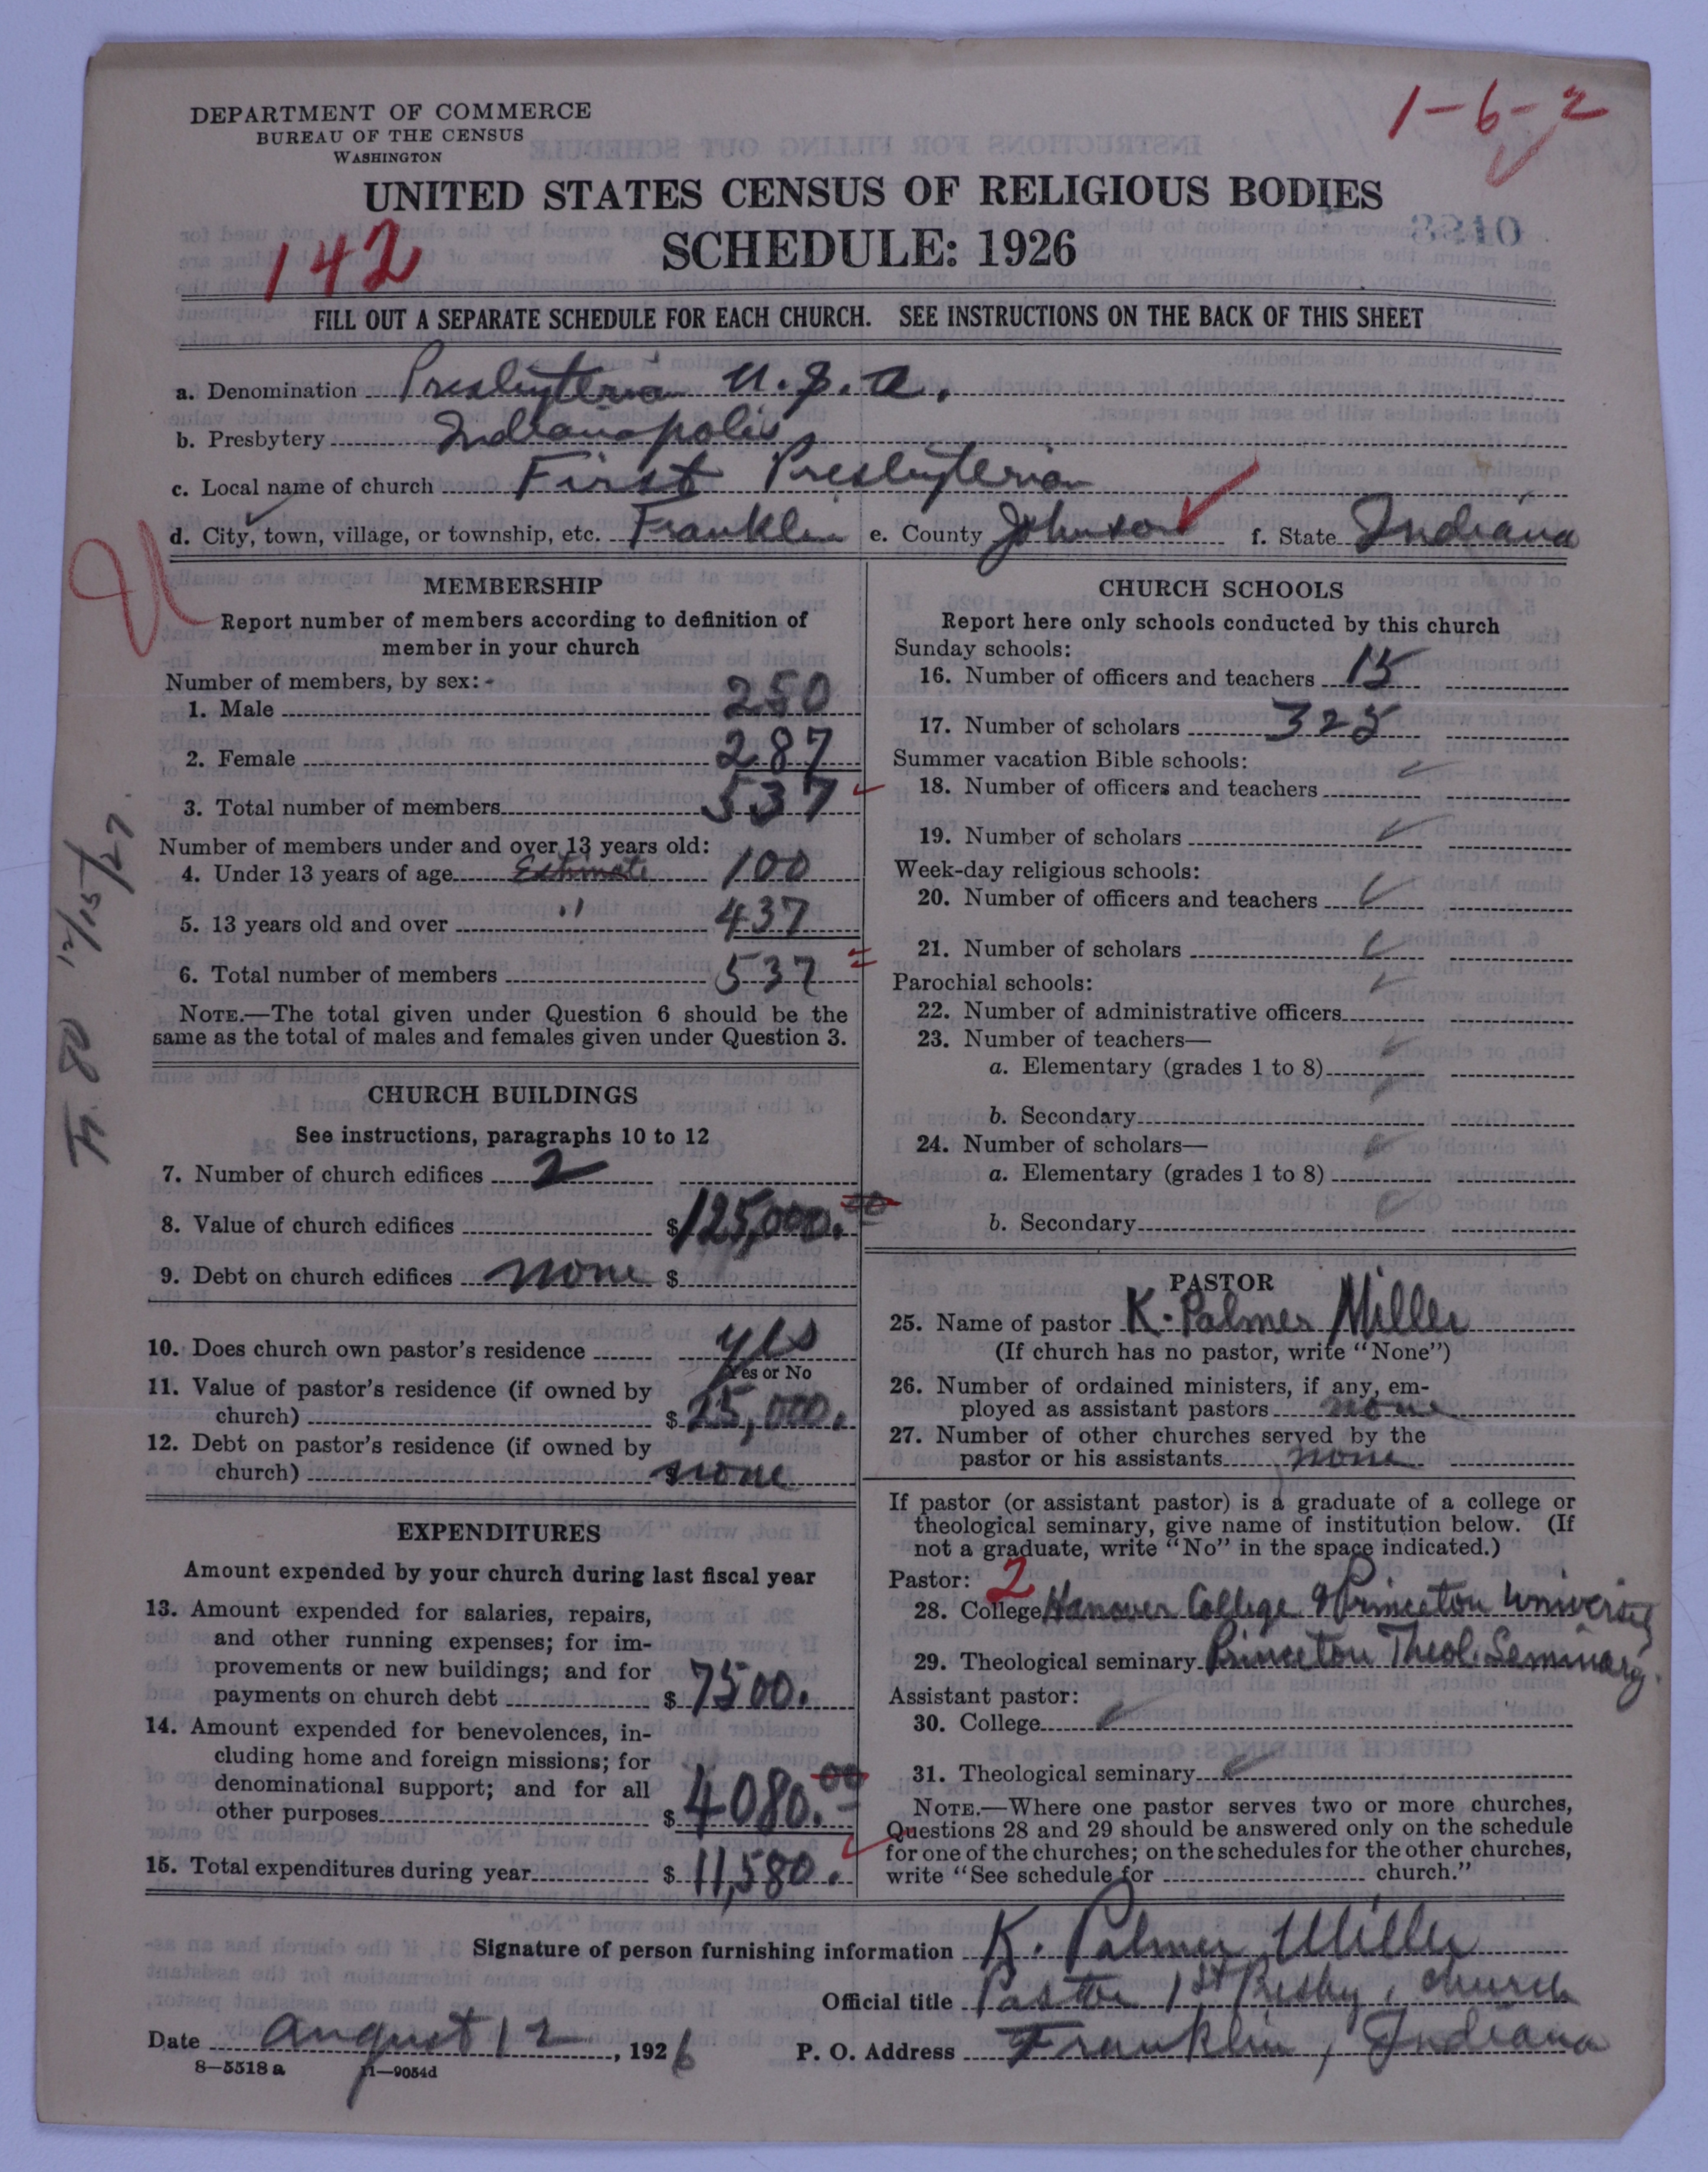 DEPARTMENT OF COMMERCE
BUREAU OF THE CENSUS
WASHINGTON
1-6-2
UNITED STATES CENSUS OF RELIGIOUS BODIES
142
SCHEDULE: 1926
FILL OUT A SEPARATE SCHEDULE FOR EACH CHURCH. SEE INSTRUCTIONS ON THE BACK OF THIS SHEET
a. Denomination Presbyterian U.S.A.
b. Presbytery Indianapolis
c. Local name of church First Presbyterian
d. City, town, village, or township, etc. Franklin e. County Johnson f. State Indiana
MEMBERSHIP
Report number of members according to definition of
member in your church
Number of members, by sex:
1. Male 250
2. Female 287
3. Total number of members 537
Number of members under and over 13 years old:
4. Under 13 years of age Estimate 100
5. 13 years old and over " 437
6. Total number of members 537
NOTE.—The total given under Question 6 should be the
same as the total of males and females given under Question 3.
CHURCH BUILDINGS
See instructions, paragraphs 10 to 12
7. Number of church edifices 2
8. Value of church edifices $125,000.00
9. Debt on church edifices none $
10. Does church own pastor's residence yes
Yes or No
11. Value of pastor's residence (if owned by
church) $25,000.
12. Debt on pastor's residence (if owned by
church) $none
EXPENDITURES
Amount expended by your church during last fiscal year
13. Amount expended for salaries, repairs,
and other running expenses; for im-
provements or new buildings; and for
payments on church debt $7500.
14. Amount expended for benevolences, in-
cluding home and foreign missions; for
denominational support; and for all
other purposes $4080.00
15. Total expenditures during year $11,580.
CHURCH SCHOOLS
Report here only schools conducted by this church
Sunday schools:
16. Number of officers and teachers 15
17. Number of scholars 325
Summer vacation Bible schools:
18. Number of officers and teachers
19. Number of scholars
Week-day religious schools:
20. Number of officers and teachers
21. Number of scholars
Parochial schools:
22. Number of administrative officers
23. Number of teachers—
a. Elementary (grades 1 to 8)
b. Secondary
24. Number of scholars—
a. Elementary (grades 1 to 8)
b. Secondary
PASTOR
25. Name of pastor K. Palmer Miller
(If church has no pastor, write "None")
26. Number of ordained ministers, if any, em-
ployed as assistant pastors none
27. Number of other churches served by the
pastor or his assistants none
If pastor (or assistant pastor) is a graduate of a college or
theological seminary, give name of institution below. (If
not a graduate, write "No" in the space indicated.)
Pastor: 2
28. College Hanover College & Princeton University
29. Theological seminary Princeton Theol. Seminary.
Assistant pastor:
30. College
31. Theological seminary
NOTE.—Where one pastor serves two or more churches,
Questions 28 and 29 should be answered only on the schedule
for one of the churches; on the schedules for the other churches,
write "See schedule for church."
Signature of person furnishing information K. Palmer Miller
Official title Pastor 1st Presby. Church
Date August 12, 1926 P. O. Address Franklin, Indiana
8—5518 a 11—9054d
80 12/15/27